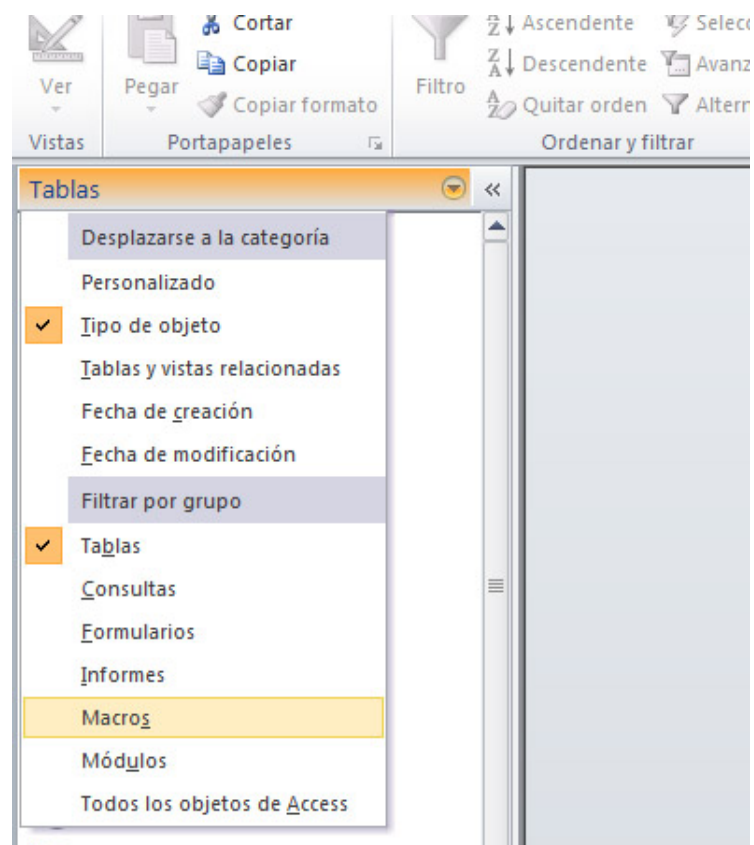 Cortar
Ascendente
Copiar
Descendente
Ver
Pegar
Filtro
Copiar formato
Quitar orden
Vistas
Portapapeles
Ordenar y filtrar
Tablas
Desplazarse a la categoría
Personalizado
Tipo de objeto
Tablas y vistas relacionadas
Fecha de creación
Fecha de modificación
Filtrar por grupo
Tablas
Consultas
Formularios
Informes
Macros
Módulos
Todos los objetos de Access